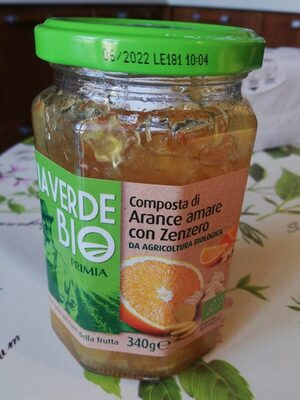 06/2022 LE181 10:04
IAVERDE
BIO
PRIMIA
Composta di
Arance amare
con Zenzero
DA AGRICOLTURA BIOLOGICA
della frutta
340g e